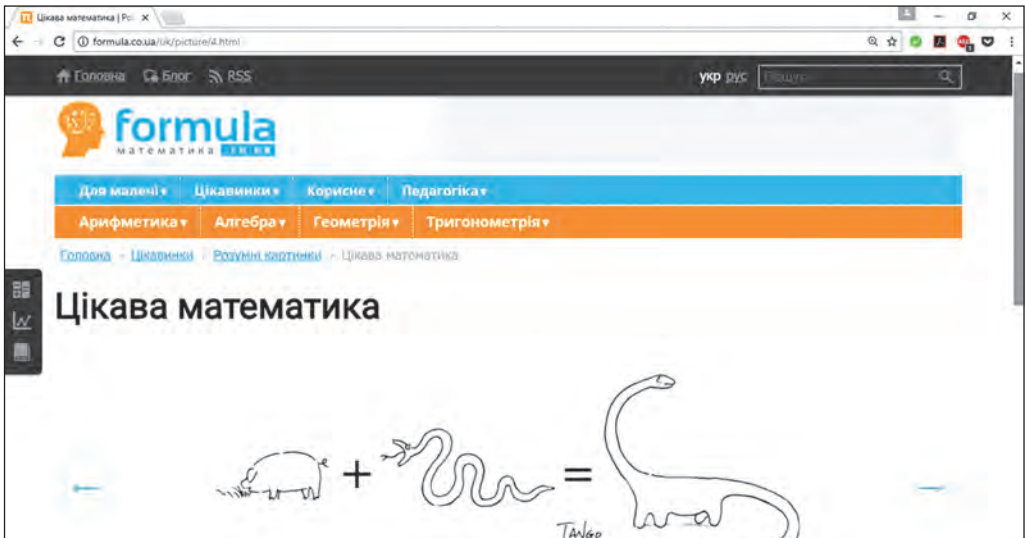 Цікава математика | Ро
formula.co.ua/uk/picture/4.html
Головна Блог RSS укр рус Пошук
formula
математика
Для малечі Цікавинки Корисне Педагогіка
Арифметика Алгебра Геометрія Тригонометрія
Головна Цікавинки Розумні картинки Цікава математика
Цікава математика
+ =
TANGO